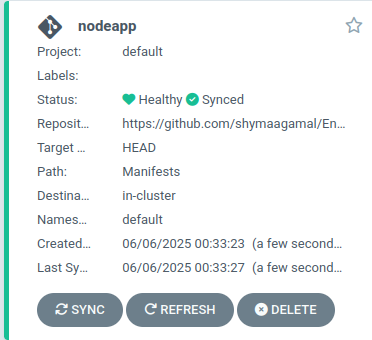 nodeapp
Project: default
Labels:
Status: Healthy Synced
Reposit... https://github.com/shymaagamal/En...
Target ... HEAD
Path: Manifests
Destina... in-cluster
Names... default
Created... 06/06/2025 00:33:23 (a few second...
Last Sy... 06/06/2025 00:33:27 (a few second...
SYNC REFRESH DELETE